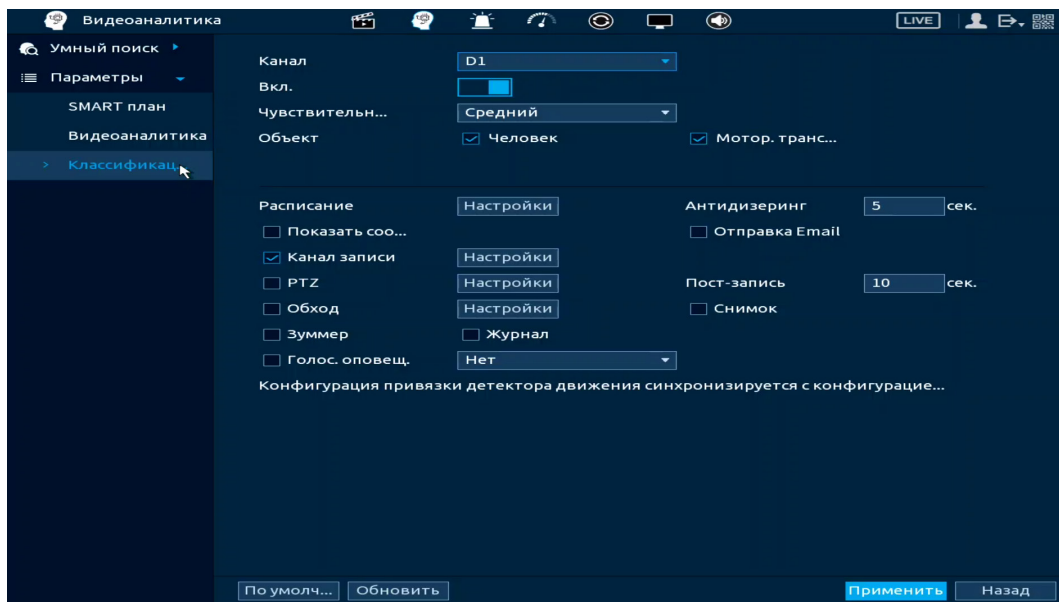 Видеоаналитика LIVE
Умный поиск
Параметры
SMART план
Видеоаналитика
Классификац...
Канал D1
Вкл.
Чувствительн... Средний
Объект Человек Мотор. транс...
Расписание Настройки Антидизеринг 5 сек.
Показать соо... Отправка Email
Канал записи Настройки
PTZ Настройки Пост-запись 10 сек.
Обход Настройки Снимок
Зуммер Журнал
Голос. оповещ. Нет
Конфигурация привязки детектора движения синхронизируется с конфигурацие...
По умолч... Обновить Применить Назад